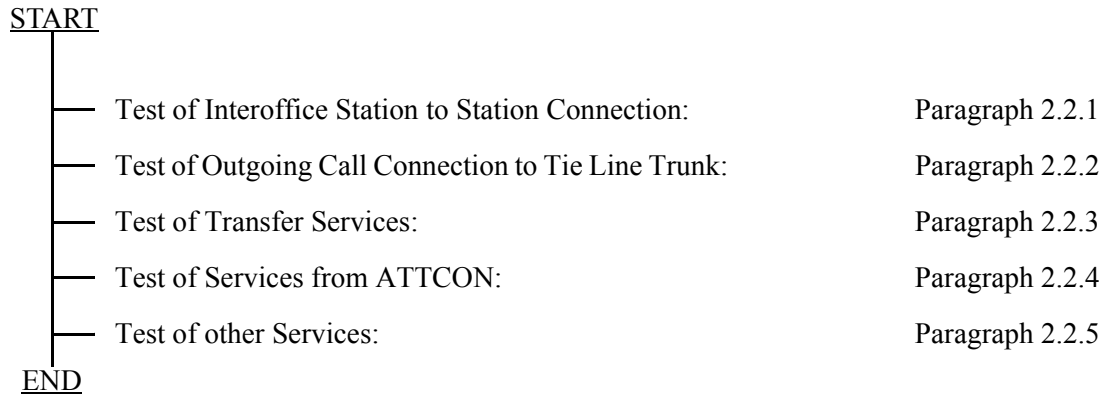 START
Test of Interoffice Station to Station Connection: Paragraph 2.2.1
Test of Outgoing Call Connection to Tie Line Trunk: Paragraph 2.2.2
Test of Transfer Services: Paragraph 2.2.3
Test of Services from ATTCON: Paragraph 2.2.4
Test of other Services: Paragraph 2.2.5
END